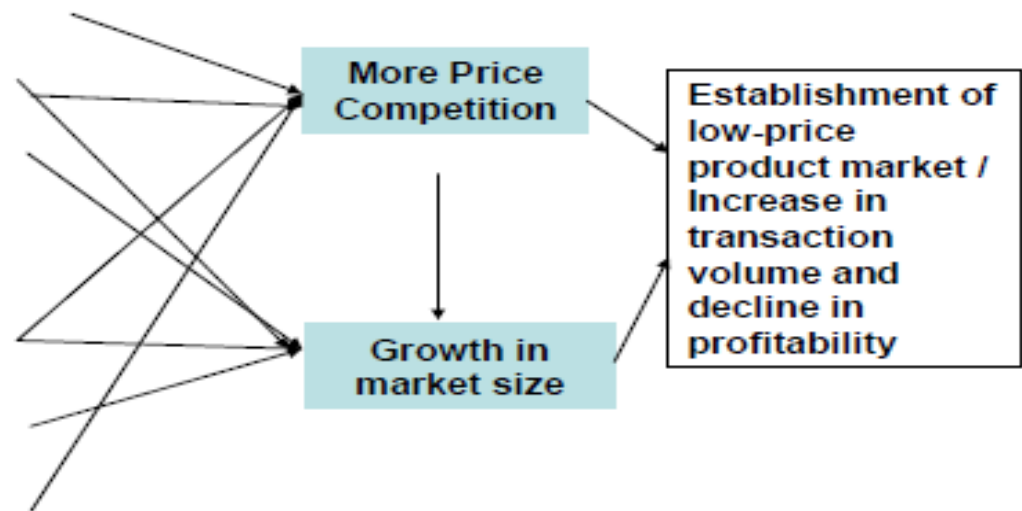 More Price
Competition
Establishment of
low-price
product market /
Increase in
transaction
volume and
decline in
profitability
Growth in
market size